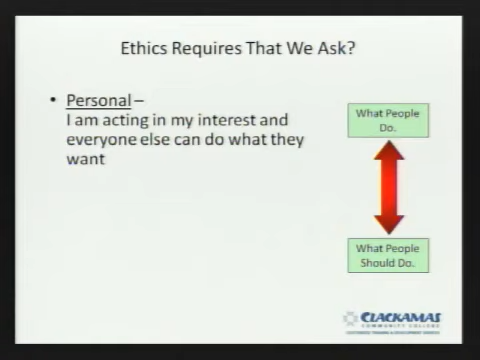 Ethics Requires That We Ask?
• Personal –
I am acting in my interest and
everyone else can do what they
want
What People
Do.
What People
Should Do.
CLACKAMAS
COMMUNITY COLLEGE